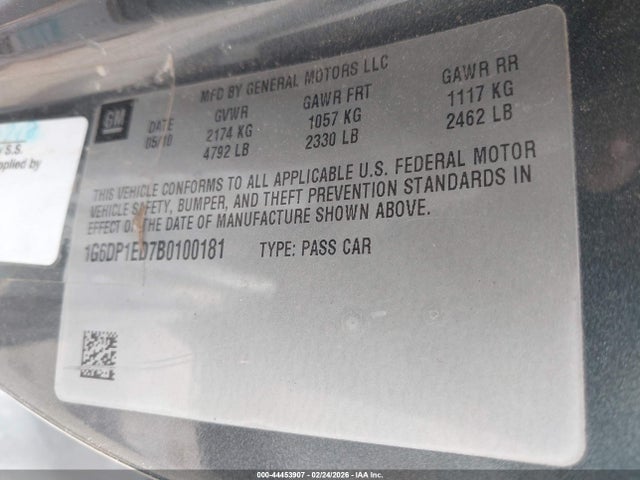 MFD BY GENERAL MOTORS LLC
GM
DATE GVWR GAWR FRT GAWR RR
05/10 2174 KG 1057 KG 1117 KG
4792 LB 2330 LB 2462 LB
THIS VEHICLE CONFORMS TO ALL APPLICABLE U.S. FEDERAL MOTOR
VEHICLE SAFETY, BUMPER, AND THEFT PREVENTION STANDARDS IN
EFFECT ON THE DATE OF MANUFACTURE SHOWN ABOVE.
1G6DP1ED7B0100181 TYPE: PASS CAR
S.S.
pplied by
000-44453907 - 02/24/2026 - IAA Inc.